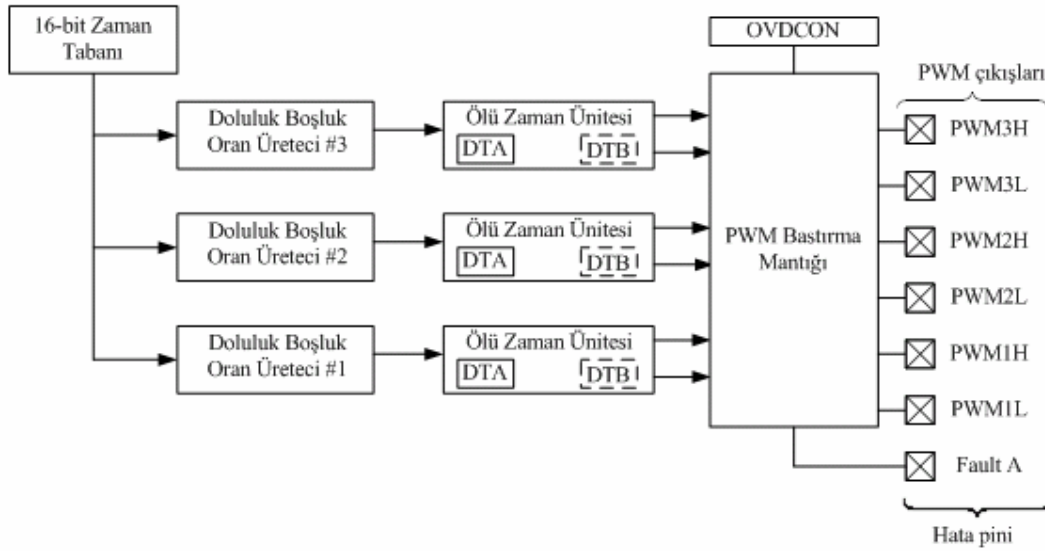 16-bit Zaman
Tabanı
OVDCON
PWM çıkışları
Doluluk Boşluk
Oran Üreteci #3
Ölü Zaman Ünitesi
DTA
DTB
PWM3H
PWM3L
Doluluk Boşluk
Oran Üreteci #2
Ölü Zaman Ünitesi
DTA
DTB
PWM Bastırma
Mantığı
PWM2H
PWM2L
Doluluk Boşluk
Oran Üreteci #1
Ölü Zaman Ünitesi
DTA
DTB
PWM1H
PWM1L
Fault A
Hata pini